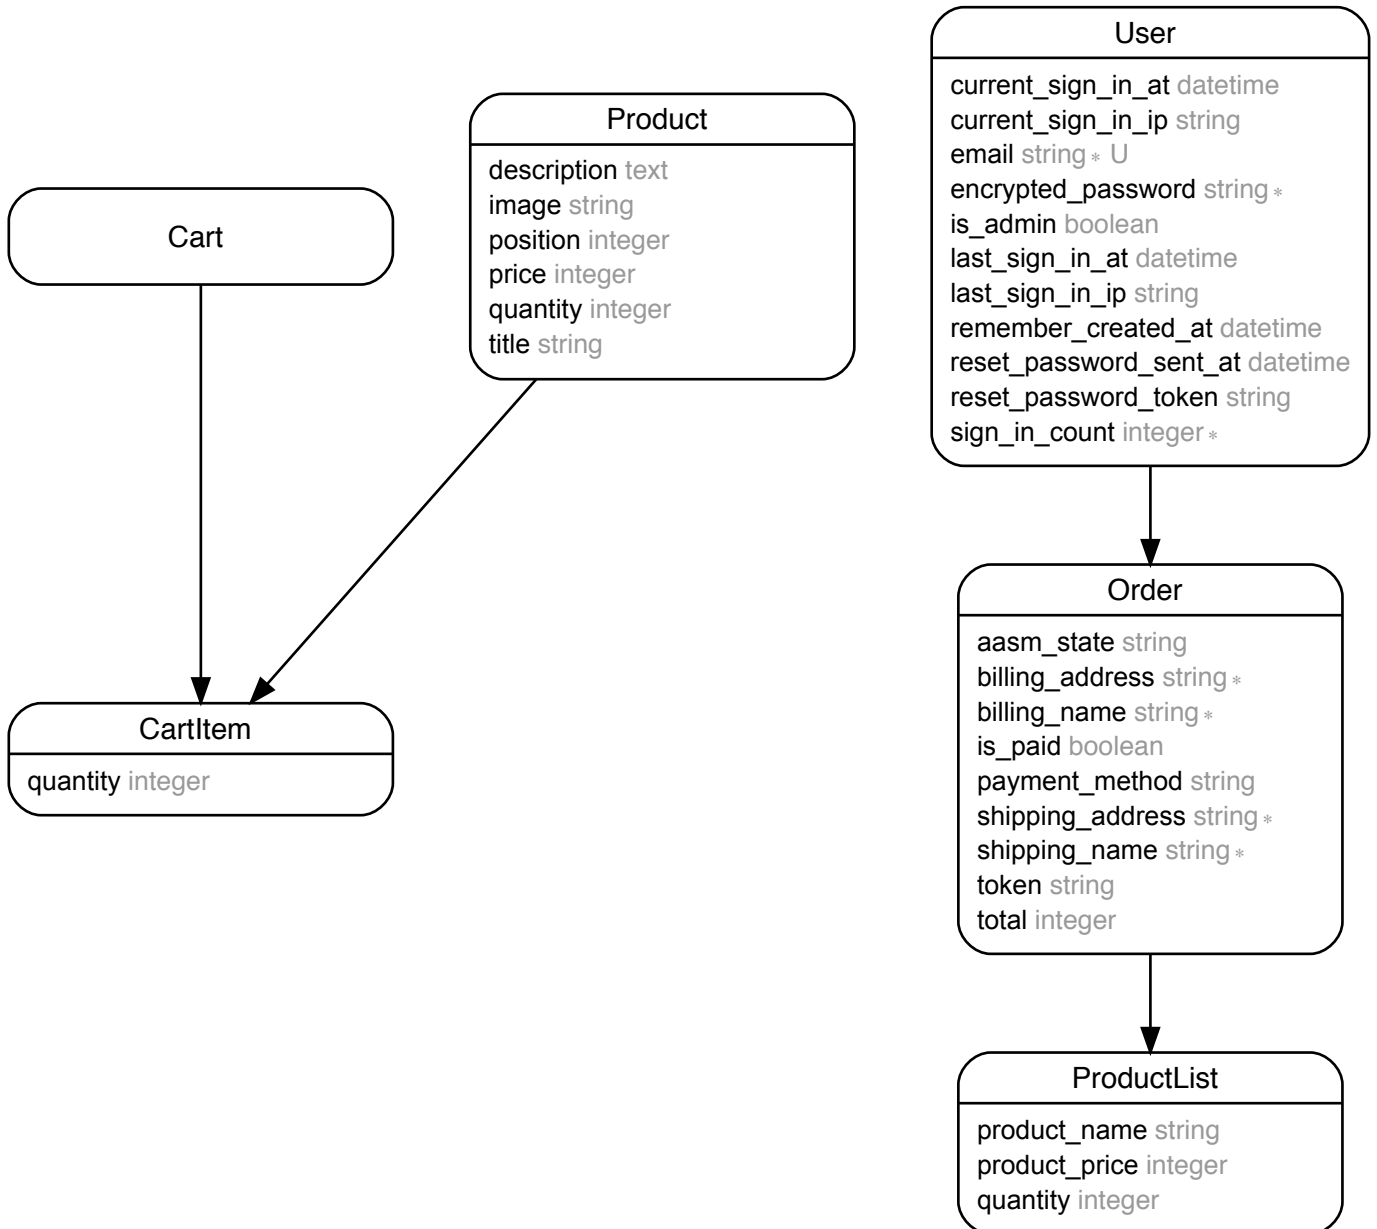 Cart
Product
description text
image string
position integer
price integer
quantity integer
title string
CartItem
quantity integer
User
current_sign_in_at datetime
current_sign_in_ip string
email string * U
encrypted_password string *
is_admin boolean
last_sign_in_at datetime
last_sign_in_ip string
remember_created_at datetime
reset_password_sent_at datetime
reset_password_token string
sign_in_count integer *
Order
aasm_state string
billing_address string *
billing_name string *
is_paid boolean
payment_method string
shipping_address string *
shipping_name string *
token string
total integer
ProductList
product_name string
product_price integer
quantity integer